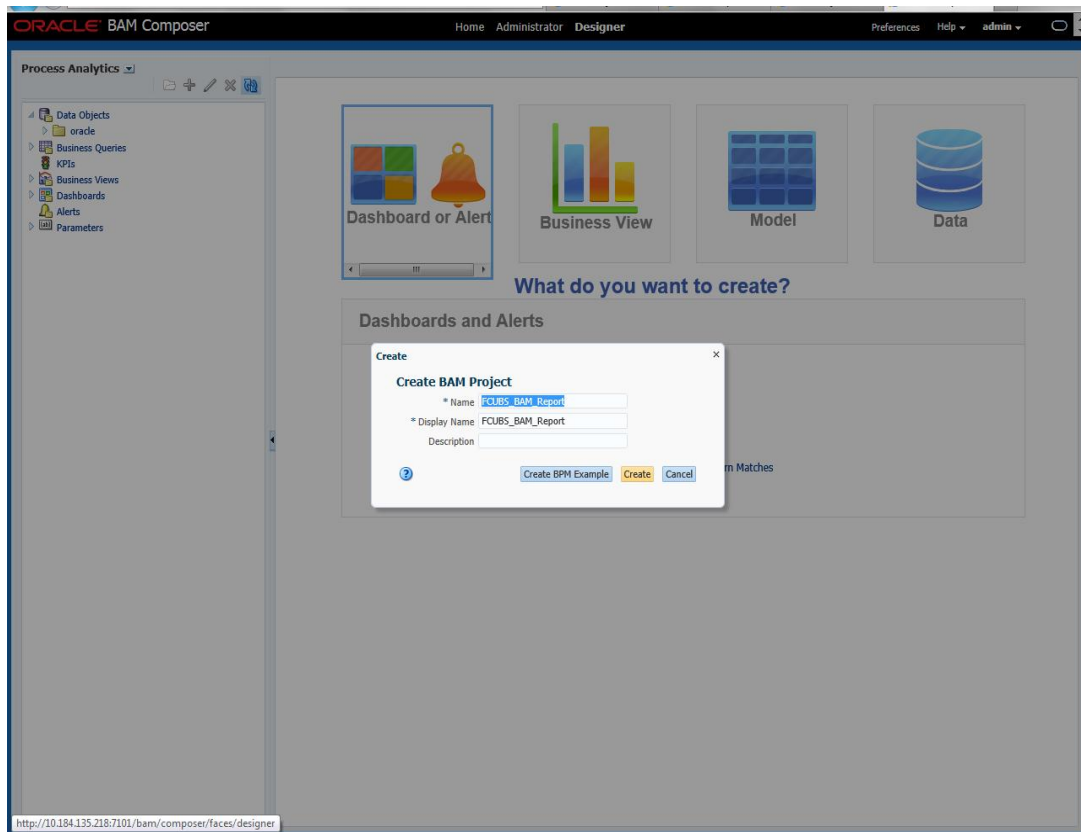 ORACLE BAM Composer
Home Administrator Designer
Preferences Help admin
Process Analytics
Data Objects
oracle
Business Queries
KPIs
Business Views
Dashboards
Alerts
Parameters
Dashboard or Alert
Business View
Model
Data
What do you want to create?
Dashboards and Alerts
Create
Create BAM Project
* Name FCUBS_BAM_Report
* Display Name FCUBS_BAM_Report
Description
Create BPM Example Create Cancel
Matches
http://10.184.135.218:7101/bam/composer/faces/designer